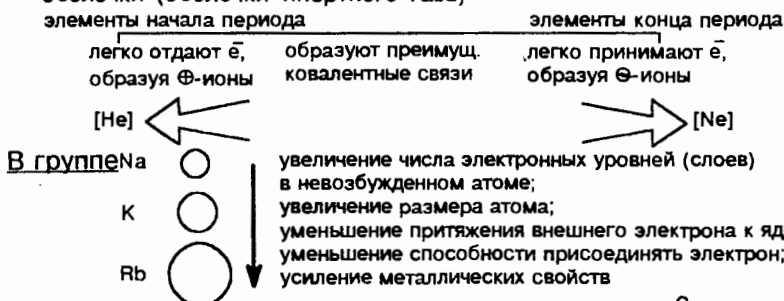 элементы начала периода элементы конца периода
легко отдают e̅, образуют преимущ. легко принимают e̅,
образуя ⊕-ионы ковалентные связи образуя ⊖-ионы
[He] [Ne]
В группе Na увеличение числа электронных уровней (слоев)
в невозбужденном атоме;
K увеличение размера атома;
уменьшение притяжения внешнего электрона к яд
уменьшение способности присоединять электрон;
Rb усиление металлических свойств